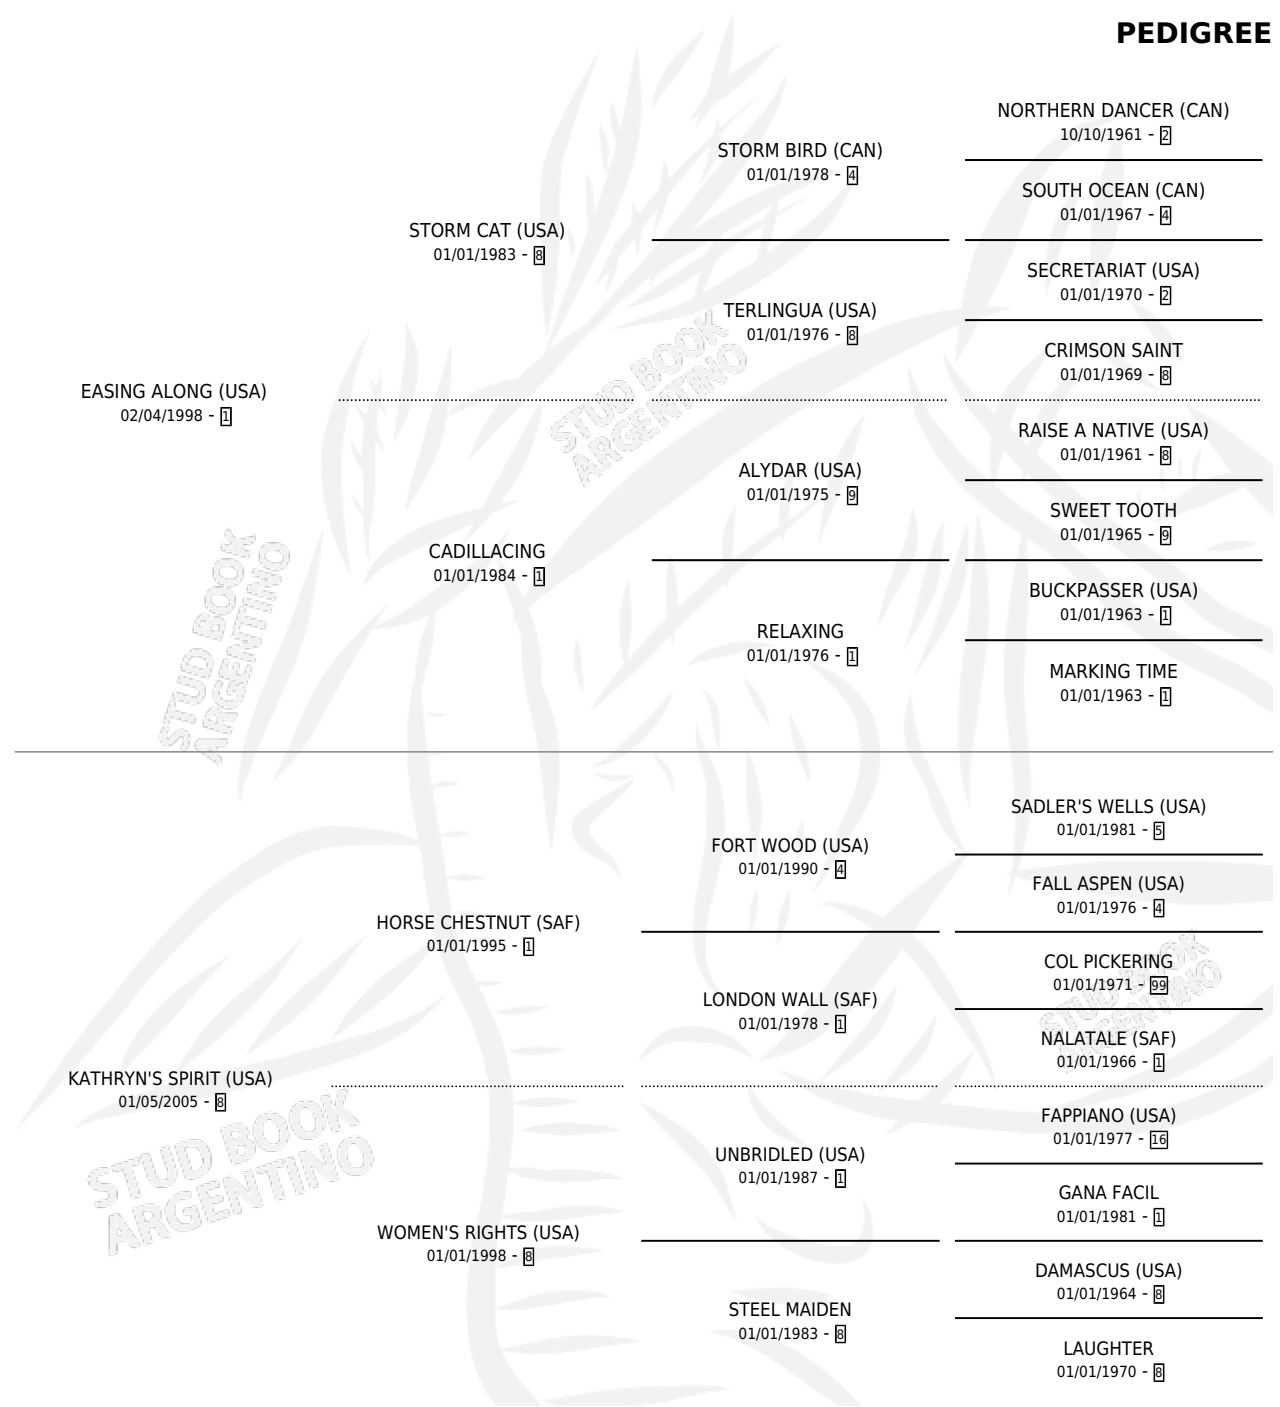 PEDIGREE
NORTHERN DANCER (CAN)
10/10/1961 - 2
STORM BIRD (CAN)
01/01/1978 - 4
SOUTH OCEAN (CAN)
01/01/1967 - 4
STORM CAT (USA)
01/01/1983 - 8
SECRETARIAT (USA)
01/01/1970 - 2
TERLINGUA (USA)
01/01/1976 - 8
CRIMSON SAINT
01/01/1969 - 8
EASING ALONG (USA)
02/04/1998 - 1
RAISE A NATIVE (USA)
01/01/1961 - 8
ALYDAR (USA)
01/01/1975 - 9
SWEET TOOTH
01/01/1965 - 9
CADILLACING
01/01/1984 - 1
BUCKPASSER (USA)
01/01/1963 - 1
RELAXING
01/01/1976 - 1
MARKING TIME
01/01/1963 - 1
SADLER'S WELLS (USA)
01/01/1981 - 5
FORT WOOD (USA)
01/01/1990 - 4
FALL ASPEN (USA)
01/01/1976 - 4
HORSE CHESTNUT (SAF)
01/01/1995 - 1
COL PICKERING
01/01/1971 - 99
LONDON WALL (SAF)
01/01/1978 - 1
NALATALE (SAF)
01/01/1966 - 1
KATHRYN'S SPIRIT (USA)
01/05/2005 - 8
FAPPIANO (USA)
01/01/1977 - 16
UNBRIDLED (USA)
01/01/1987 - 1
GANA FACIL
01/01/1981 - 1
WOMEN'S RIGHTS (USA)
01/01/1998 - 8
DAMASCUS (USA)
01/01/1964 - 8
STEEL MAIDEN
01/01/1983 - 8
LAUGHTER
01/01/1970 - 8
STUD BOOK
ARGENTINO
STUD BOOK
ARGENTINO
STUD BOOK
ARGENTINO
STUD BOOK
ARGENTINO